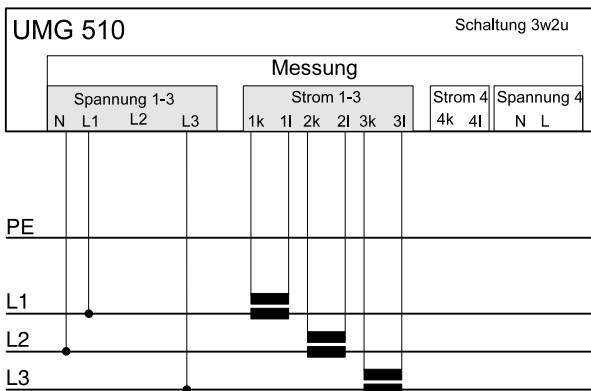 UMG 510
Schaltung 3w2u
Messung
Spannung 1-3
Strom 1-3
Strom 4
Spannung 4
N L1 L2 L3
1k 1l 2k 2l 3k 3l
4k 4l
N L
PE
L1
L2
L3